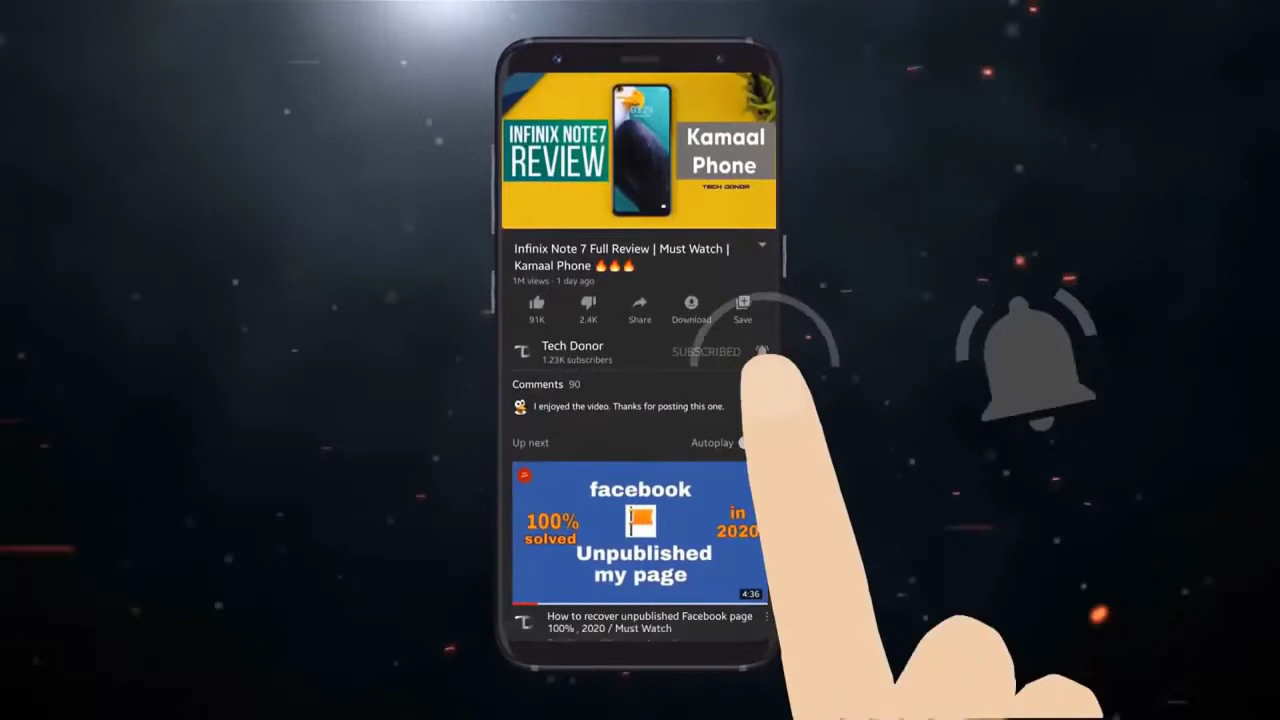 INFINIX NOTE7
REVIEW
03:29
Kamaal
Phone
TECH DONOR
Infinix Note 7 Full Review | Must Watch |
Kamaal Phone 🔥🔥🔥
1M views · 1 day ago
91K
2.4K
Share
Download
Save
Tech Donor
SUBSCRIBED
1.23K subscribers
Comments 90
I enjoyed the video. Thanks for posting this one.
Up next
Autoplay
facebook
100%
solved
in
2020
Unpublished
my page
4:36
How to recover unpublished Facebook page
100% , 2020 / Must Watch